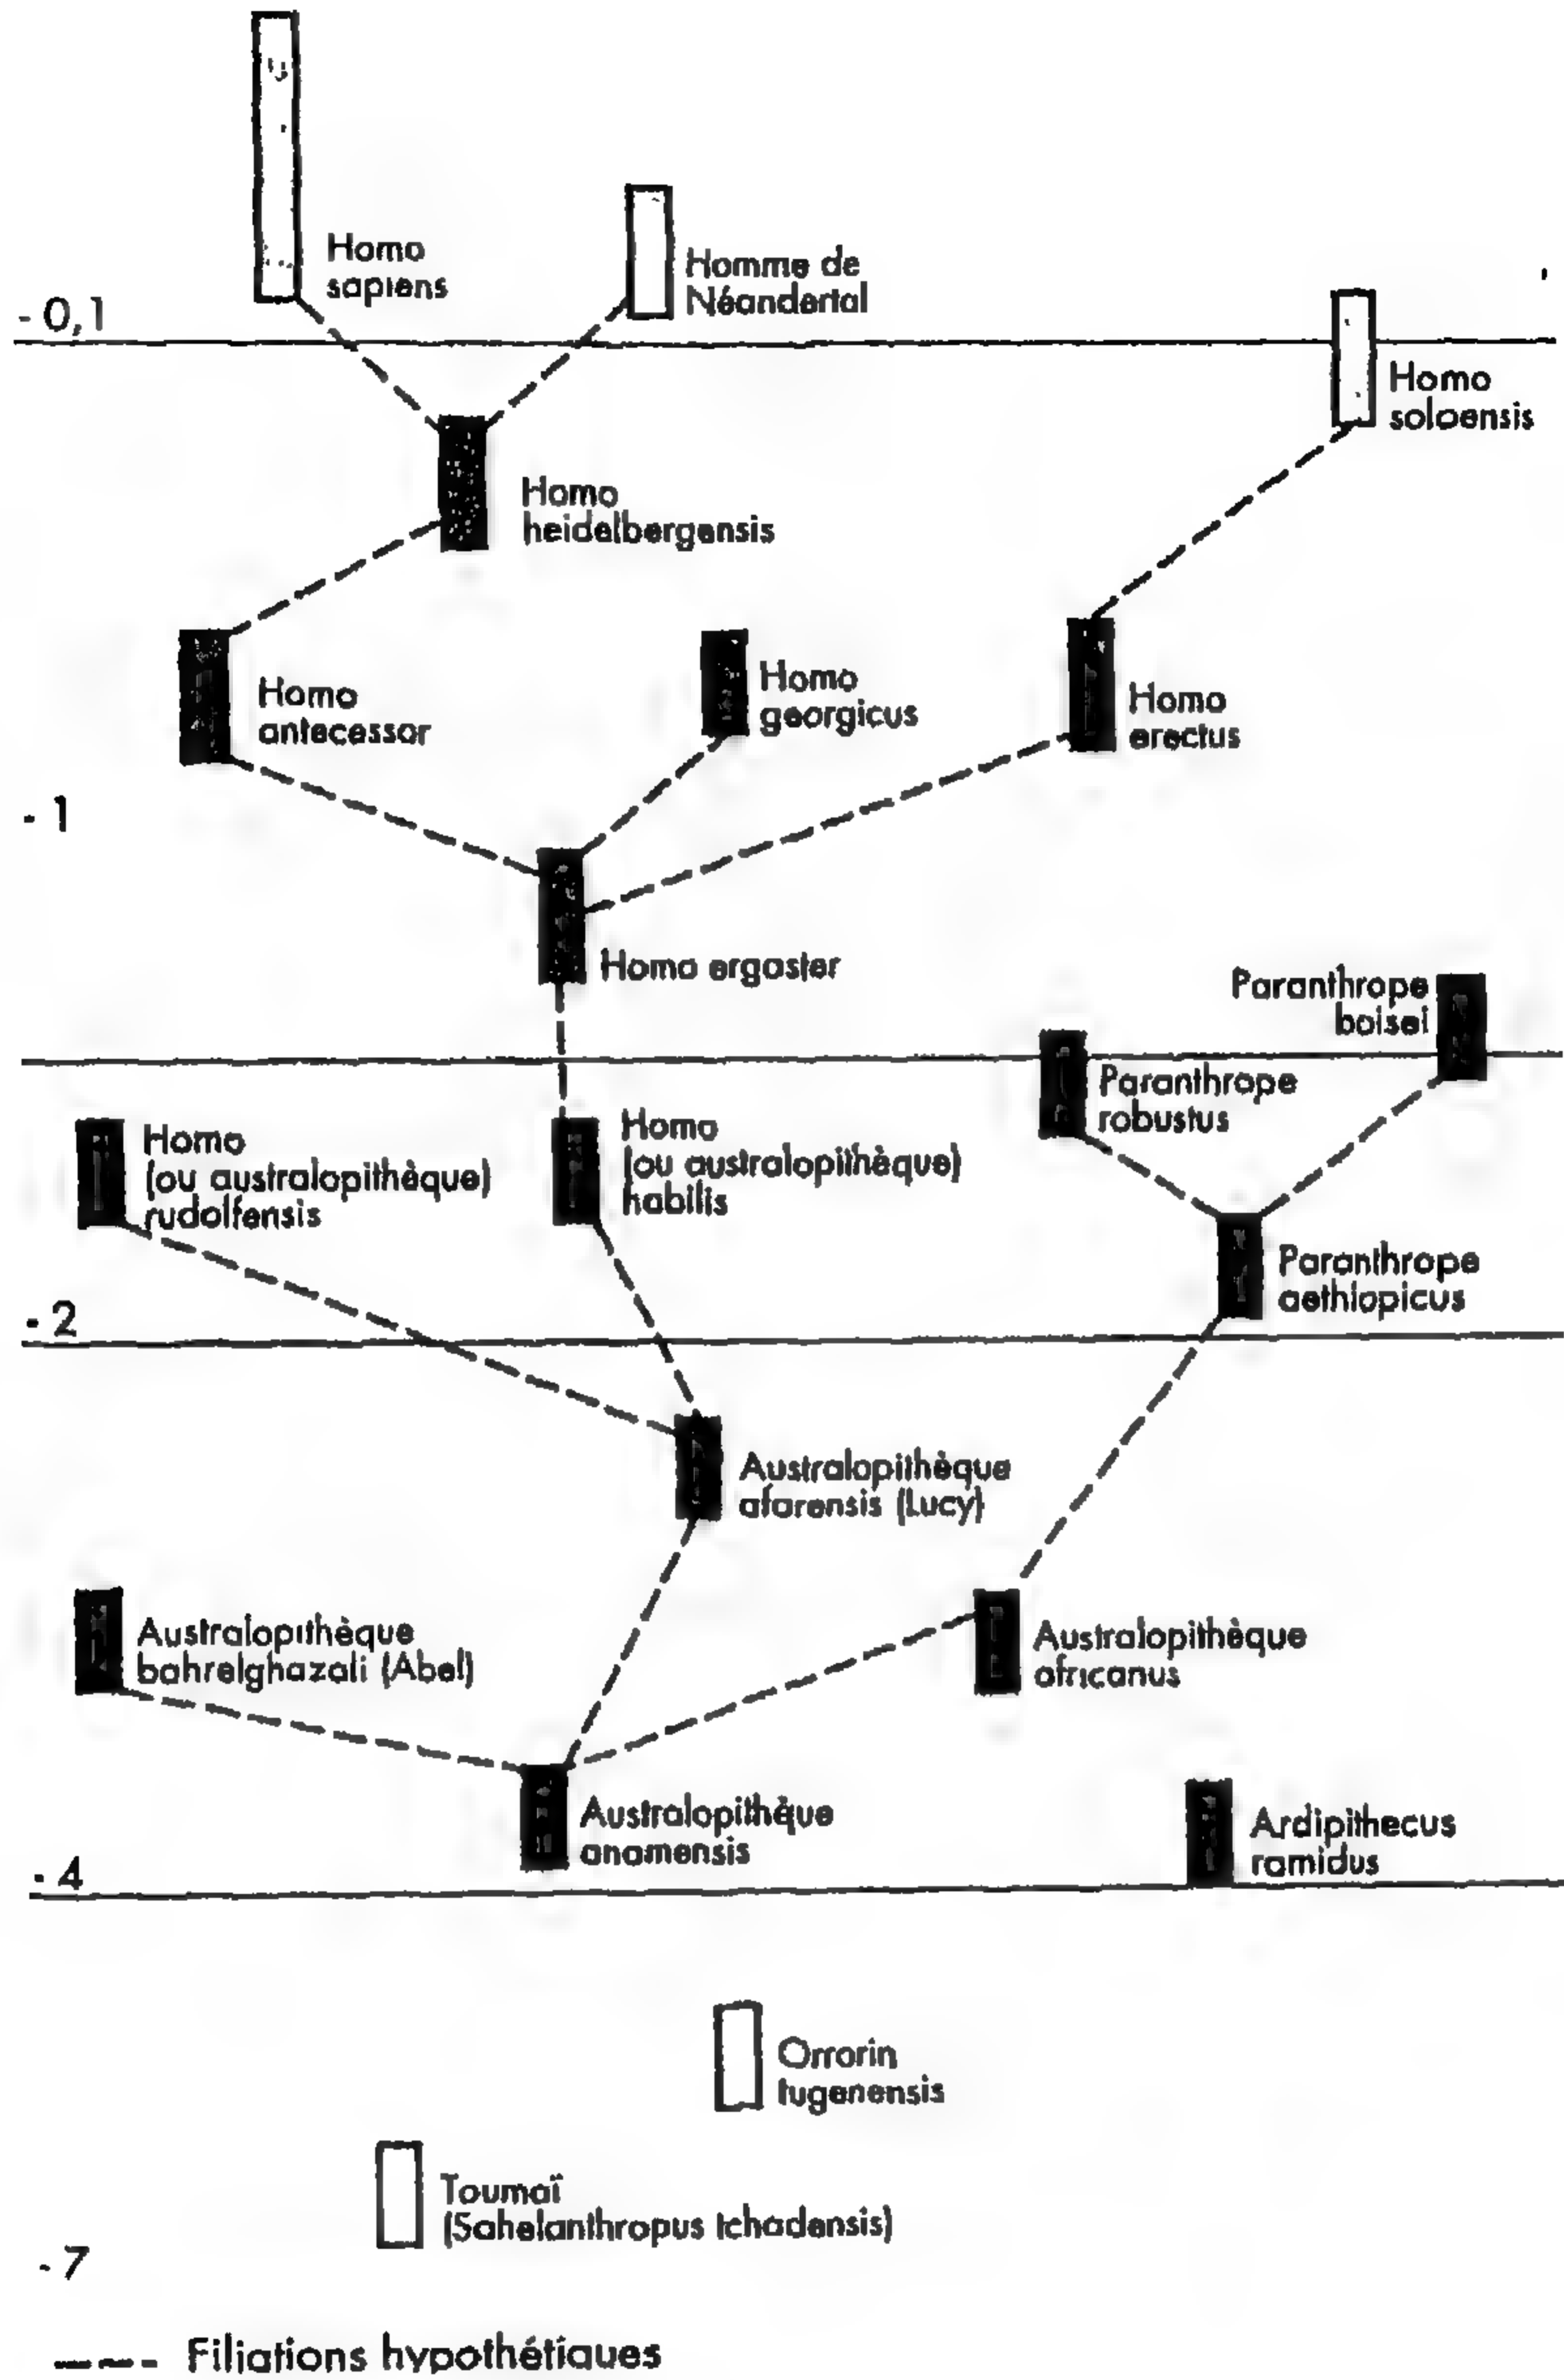 Homo
sapiens
Homme de
Néandertal
- 0,1
Homo
soloensis
Homo
heidelbergensis
Homo
antecessor
Homo
georgicus
Homo
erectus
- 1
Homo ergaster
Paranthrope
boisei
Paranthrope
robustus
Homo
(ou australopithèque)
rudolfensis
Homo
(ou australopithèque)
habilis
Paranthrope
aethiopicus
- 2
Australopithèque
afarensis (Lucy)
Australopithèque
bahrelghazali (Abel)
Australopithèque
africanus
Australopithèque
anamensis
Ardipithecus
ramidus
- 4
Orrorin
tugenensis
Toumaï
(Sahelanthropus tchadensis)
- 7
Filiations hypothétiques